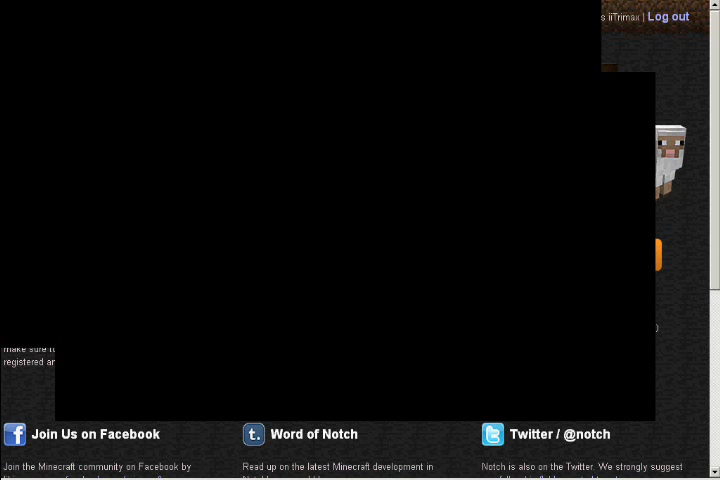 s iiTrimax | Log out
make sure
registered an
Join Us on Facebook
Word of Notch
Twitter / @notch
Join the Minecraft community on Facebook by
Read up on the latest Minecraft development in
Notch is also on the Twitter. We strongly suggest